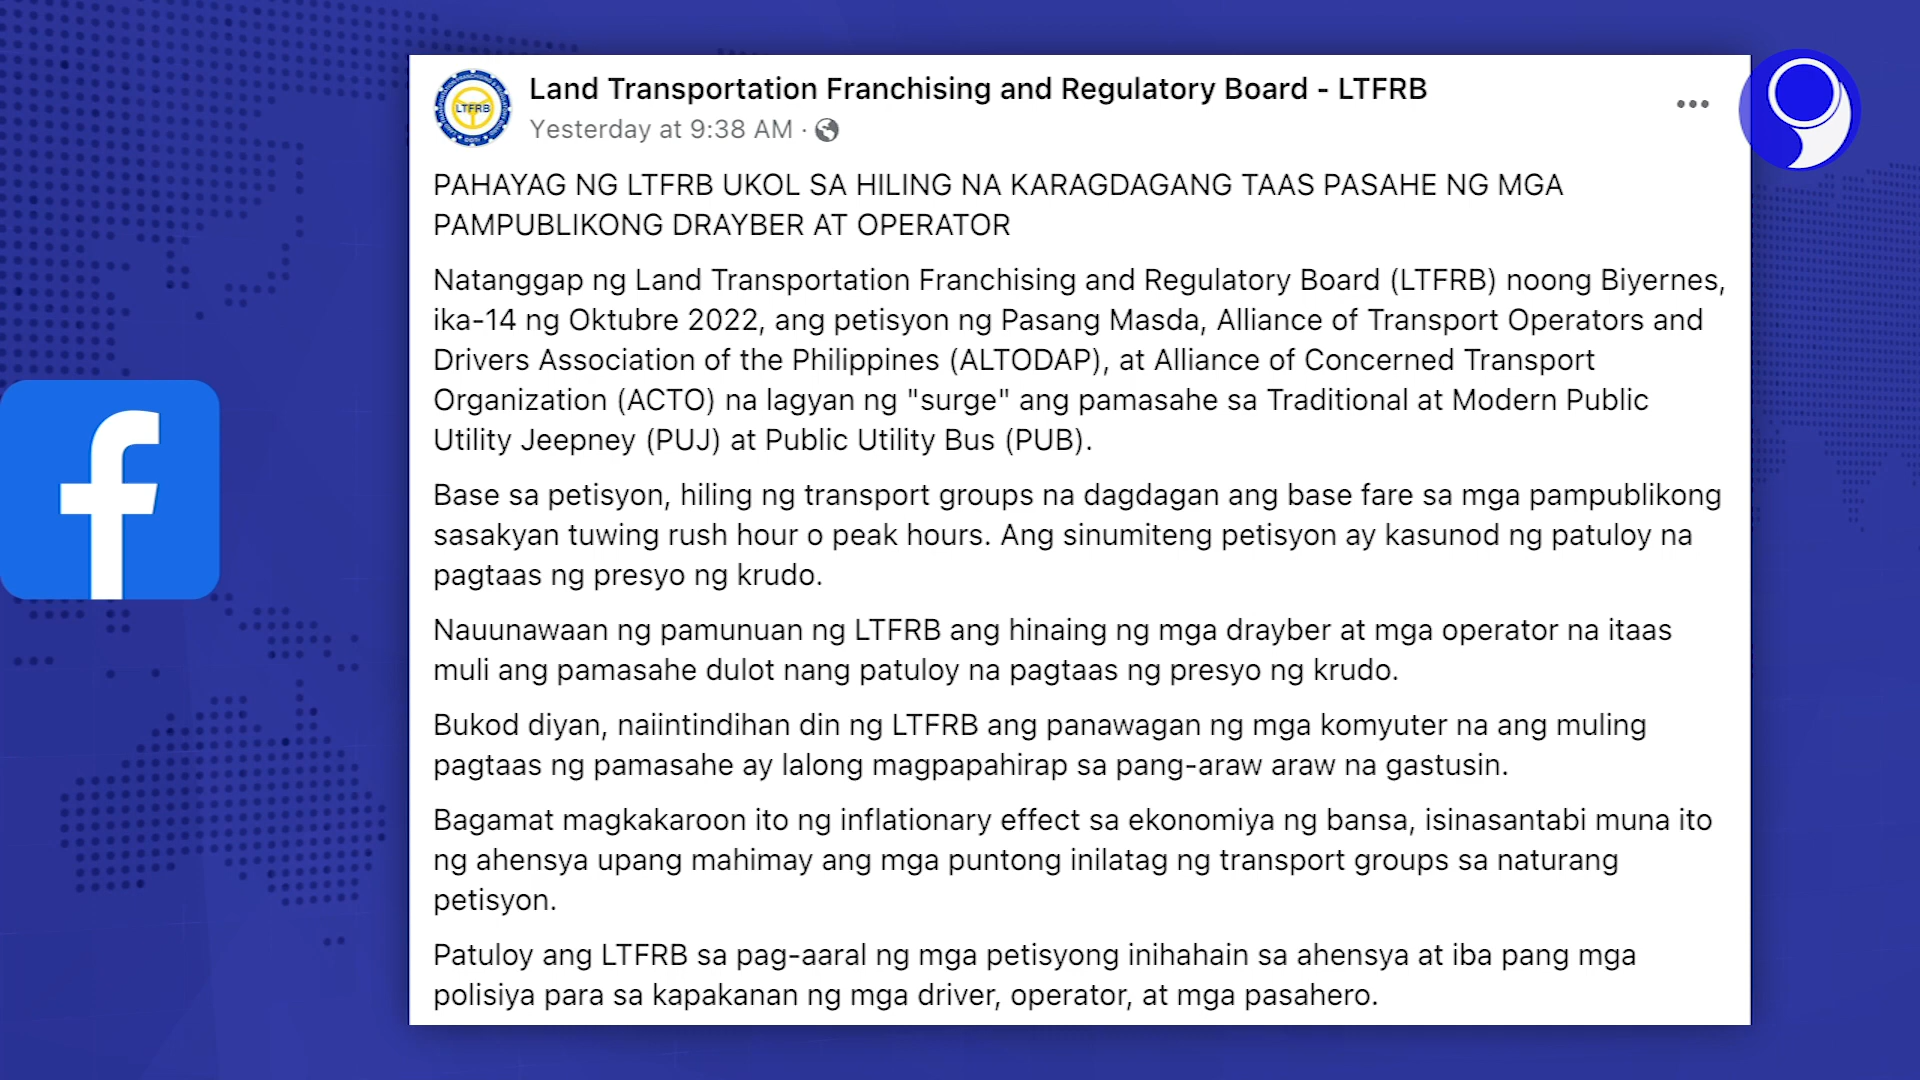 Land Transportation Franchising and Regulatory Board - LTFRB
Yesterday at 9:38 AM ·
LTFRB
PAHAYAG NG LTFRB UKOL SA HILING NA KARAGDAGANG TAAS PASAHE NG MGA
PAMPUBLIKONG DRAYBER AT OPERATOR
Natanggap ng Land Transportation Franchising and Regulatory Board (LTFRB) noong Biyernes,
ika-14 ng Oktubre 2022, ang petisyon ng Pasang Masda, Alliance of Transport Operators and
Drivers Association of the Philippines (ALTODAP), at Alliance of Concerned Transport
Organization (ACTO) na lagyan ng "surge" ang pamasahe sa Traditional at Modern Public
Utility Jeepney (PUJ) at Public Utility Bus (PUB).
Base sa petisyon, hiling ng transport groups na dagdagan ang base fare sa mga pampublikong
sasakyan tuwing rush hour o peak hours. Ang sinumiteng petisyon ay kasunod ng patuloy na
pagtaas ng presyo ng krudo.
Nauunawaan ng pamunuan ng LTFRB ang hinaing ng mga drayber at mga operator na itaas
muli ang pamasahe dulot nang patuloy na pagtaas ng presyo ng krudo.
Bukod diyan, naiintindihan din ng LTFRB ang panawagan ng mga komyuter na ang muling
pagtaas ng pamasahe ay lalong magpapahirap sa pang-araw araw na gastusin.
Bagamat magkakaroon ito ng inflationary effect sa ekonomiya ng bansa, isinasantabi muna ito
ng ahensya upang mahimay ang mga puntong inilatag ng transport groups sa naturang
petisyon.
Patuloy ang LTFRB sa pag-aaral ng mga petisyong inihahain sa ahensya at iba pang mga
polisiya para sa kapakanan ng mga driver, operator, at mga pasahero.